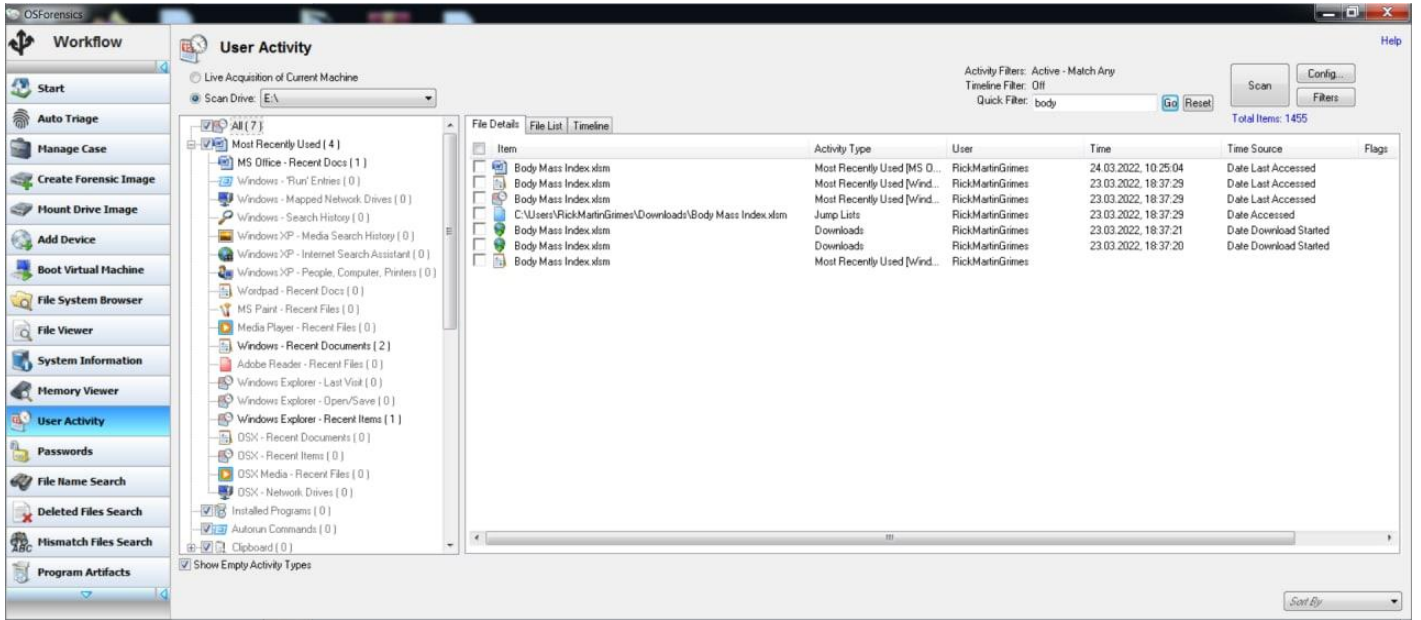 OSForensics
Workflow
Start
Auto Triage
Manage Case
Create Forensic Image
Mount Drive Image
Add Device
Boot Virtual Machine
File System Browser
File Viewer
System Information
Memory Viewer
User Activity
Passwords
File Name Search
Deleted Files Search
Mismatch Files Search
Program Artifacts
User Activity
Help
Live Acquisition of Current Machine
Scan Drive: E:\
Activity Filters: Active - Match Any
Timeline Filter: Off
Quick Filter: body Go Reset
Scan
Config...
Filters
Total Items: 1455
All ( 7 )
Most Recently Used ( 4 )
MS Office - Recent Docs ( 1 )
Windows - 'Run' Entries ( 0 )
Windows - Mapped Network Drives ( 0 )
Windows - Search History ( 0 )
Windows XP - Media Search History ( 0 )
Windows XP - Internet Search Assistant ( 0 )
Windows XP - People, Computer, Printers ( 0 )
Wordpad - Recent Docs ( 0 )
MS Paint - Recent Files ( 0 )
Media Player - Recent Files ( 0 )
Windows - Recent Documents ( 2 )
Adobe Reader - Recent Files ( 0 )
Windows Explorer - Last Visit ( 0 )
Windows Explorer - Open/Save ( 0 )
Windows Explorer - Recent Items ( 1 )
OSX - Recent Documents ( 0 )
OSX - Recent Items ( 0 )
OSX Media - Recent Files ( 0 )
OSX - Network Drives ( 0 )
Installed Programs ( 0 )
Autorun Commands ( 0 )
Clipboard ( 0 )
Show Empty Activity Types
File Details File List Timeline
Item Activity Type User Time Time Source Flags
Body Mass Index.xlsm Most Recently Used [MS O... RickMartinGrimes 24.03.2022, 10:25:04 Date Last Accessed
Body Mass Index.xlsm Most Recently Used [Wind... RickMartinGrimes 23.03.2022, 18:37:29 Date Last Accessed
Body Mass Index.xlsm Most Recently Used [Wind... RickMartinGrimes 23.03.2022, 18:37:29 Date Last Accessed
C:\Users\RickMartinGrimes\Downloads\Body Mass Index.xlsm Jump Lists RickMartinGrimes 23.03.2022, 18:37:29 Date Accessed
Body Mass Index.xlsm Downloads RickMartinGrimes 23.03.2022, 18:37:21 Date Download Started
Body Mass Index.xlsm Downloads RickMartinGrimes 23.03.2022, 18:37:20 Date Download Started
Body Mass Index.xlsm Most Recently Used [Wind... RickMartinGrimes
Sort By